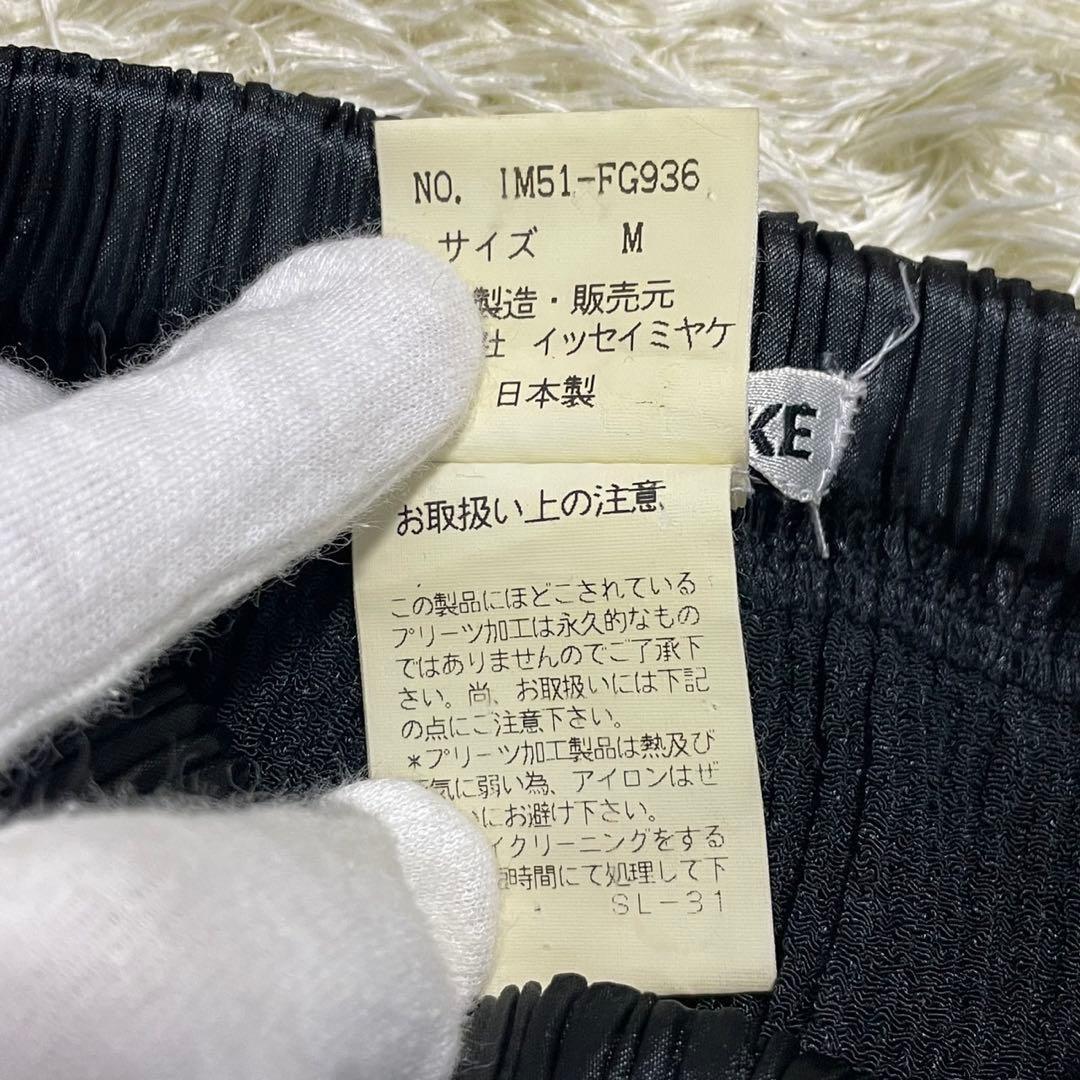 NO. IM51-FG936
サイズ M
製造・販売元
社 イッセイミヤケ
日本製
KE
お取扱い上の注意
この製品にほどこされている
プリーツ加工は永久的なもの
ではありませんのでご了承下
さい。尚、お取扱いには下記
の点にご注意下さい。
*プリーツ加工製品は熱及び
気に弱い為、アイロンはぜ
にお避け下さい。
イクリーニングをする
短時間にて処理して下
SL-31